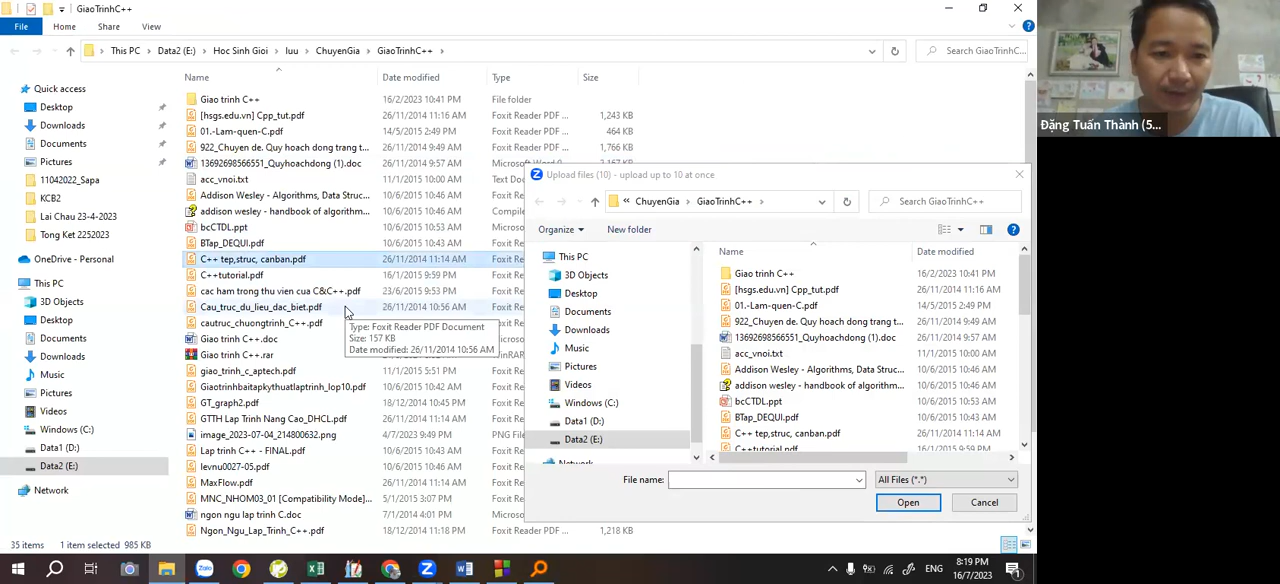 GiaoTrinhC++
File Home Share View
This PC Data2 (E:) Hoc Sinh Gioi luu ChuyenGia GiaoTrinhC++ Search GiaoTrinhC...
Name Date modified Type Size
Quick access
Desktop
Downloads
Documents
Pictures
11042022_Sapa
KCB2
Lai Chau 23-4-2023
Tong Ket 2252023
OneDrive - Personal
This PC
3D Objects
Desktop
Documents
Downloads
Music
Pictures
Videos
Windows (C:)
Data1 (D:)
Data2 (E:)
Network
Giao trinh C++ 16/2/2023 10:41 PM File folder
[hsgs.edu.vn] Cpp_tut.pdf 26/11/2014 11:16 AM Foxit Reader PDF ... 1,243 KB
01.-Lam-quen-C.pdf 14/5/2015 2:49 PM Foxit Reader PDF ... 464 KB
922_Chuyen de. Quy hoach dong trang t... 26/11/2014 9:49 AM Foxit Reader PDF ... 1,766 KB
13692698566551_Quyhoachdong (1).doc 26/11/2014 9:57 AM Microsoft Word 9... 3,167 KB
acc_vnoi.txt 11/1/2015 10:00 AM Text Doc
Addison Wesley - Algorithms, Data Struc... 10/6/2015 10:46 AM Foxit Re
addison wesley - handbook of algorithm... 10/6/2015 10:46 AM Compile
bcCTDL.ppt 10/6/2015 10:53 AM Microsof
BTap_DEQUI.pdf 10/6/2015 10:43 AM Foxit Re
C++ tep,struc, canban.pdf 26/11/2014 11:14 AM Foxit Re
C++tutorial.pdf 16/1/2015 9:59 PM Foxit Re
cac ham trong thu vien cua C&C++.pdf 23/6/2015 9:53 PM Foxit Re
Cau_truc_du_lieu_dac_biet.pdf 26/11/2014 10:56 AM Foxit Re
cautruc_chuongtrinh_C++.pdf
Giao trinh C++.doc
Giao trinh C++.rar inRAR
giao_trinh_c_aptech.pdf 11/1/2015 5:51 PM Foxit Re
Giaotrinhbaitapkythuatlaptrinh_lop10.pdf 10/6/2015 10:42 AM Foxit Re
GT_graph2.pdf 18/12/2014 10:45 PM Foxit Re
GTTH Lap Trinh Nang Cao_DHCL.pdf 26/11/2014 11:14 AM Foxit Re
image_2023-07-04_214800632.png 4/7/2023 9:49 PM PNG File
Lap trinh C++ - FINAL.pdf 10/6/2015 10:43 AM Foxit Re
levnu0027-05.pdf 10/6/2015 10:46 AM Foxit Re
MaxFlow.pdf 26/11/2014 11:14 AM Foxit Re
MNC_NHOM03_01 [Compatibility Mode]... 6/1/2015 3:07 PM Foxit Re
ngon ngu lap trinh C.doc 7/1/2014 4:01 PM Microsof
Ngon_Ngu_Lap_Trinh_C++.pdf 18/12/2014 11:18 PM Foxit Reader PDF ... 1,218 KB
Type: Foxit Reader PDF Document
Size: 157 KB
Date modified: 26/11/2014 10:56 AM
35 items 1 item selected 985 KB
Upload files (10) - upload up to 10 at once
ChuyenGia GiaoTrinhC++ Search GiaoTrinhC++
Organize New folder
This PC
3D Objects
Desktop
Documents
Downloads
Music
Pictures
Videos
Windows (C:)
Data1 (D:)
Data2 (E:)
Network
Name Date modified
Giao trinh C++ 16/2/2023 10:41 PM
[hsgs.edu.vn] Cpp_tut.pdf 26/11/2014 11:16 AM
01.-Lam-quen-C.pdf 14/5/2015 2:49 PM
922_Chuyen de. Quy hoach dong trang t... 26/11/2014 9:49 AM
13692698566551_Quyhoachdong (1).doc 26/11/2014 9:57 AM
acc_vnoi.txt 11/1/2015 10:00 AM
Addison Wesley - Algorithms, Data Struc... 10/6/2015 10:46 AM
addison wesley - handbook of algorithm... 10/6/2015 10:46 AM
bcCTDL.ppt 10/6/2015 10:53 AM
BTap_DEQUI.pdf 10/6/2015 10:43 AM
C++ tep,struc, canban.pdf 26/11/2014 11:14 AM
C++tutorial.pdf
File name: All Files (*.*)
Open Cancel
Đặng Tuấn Thành (5...
Zalo
ENG 8:19 PM
16/7/2023